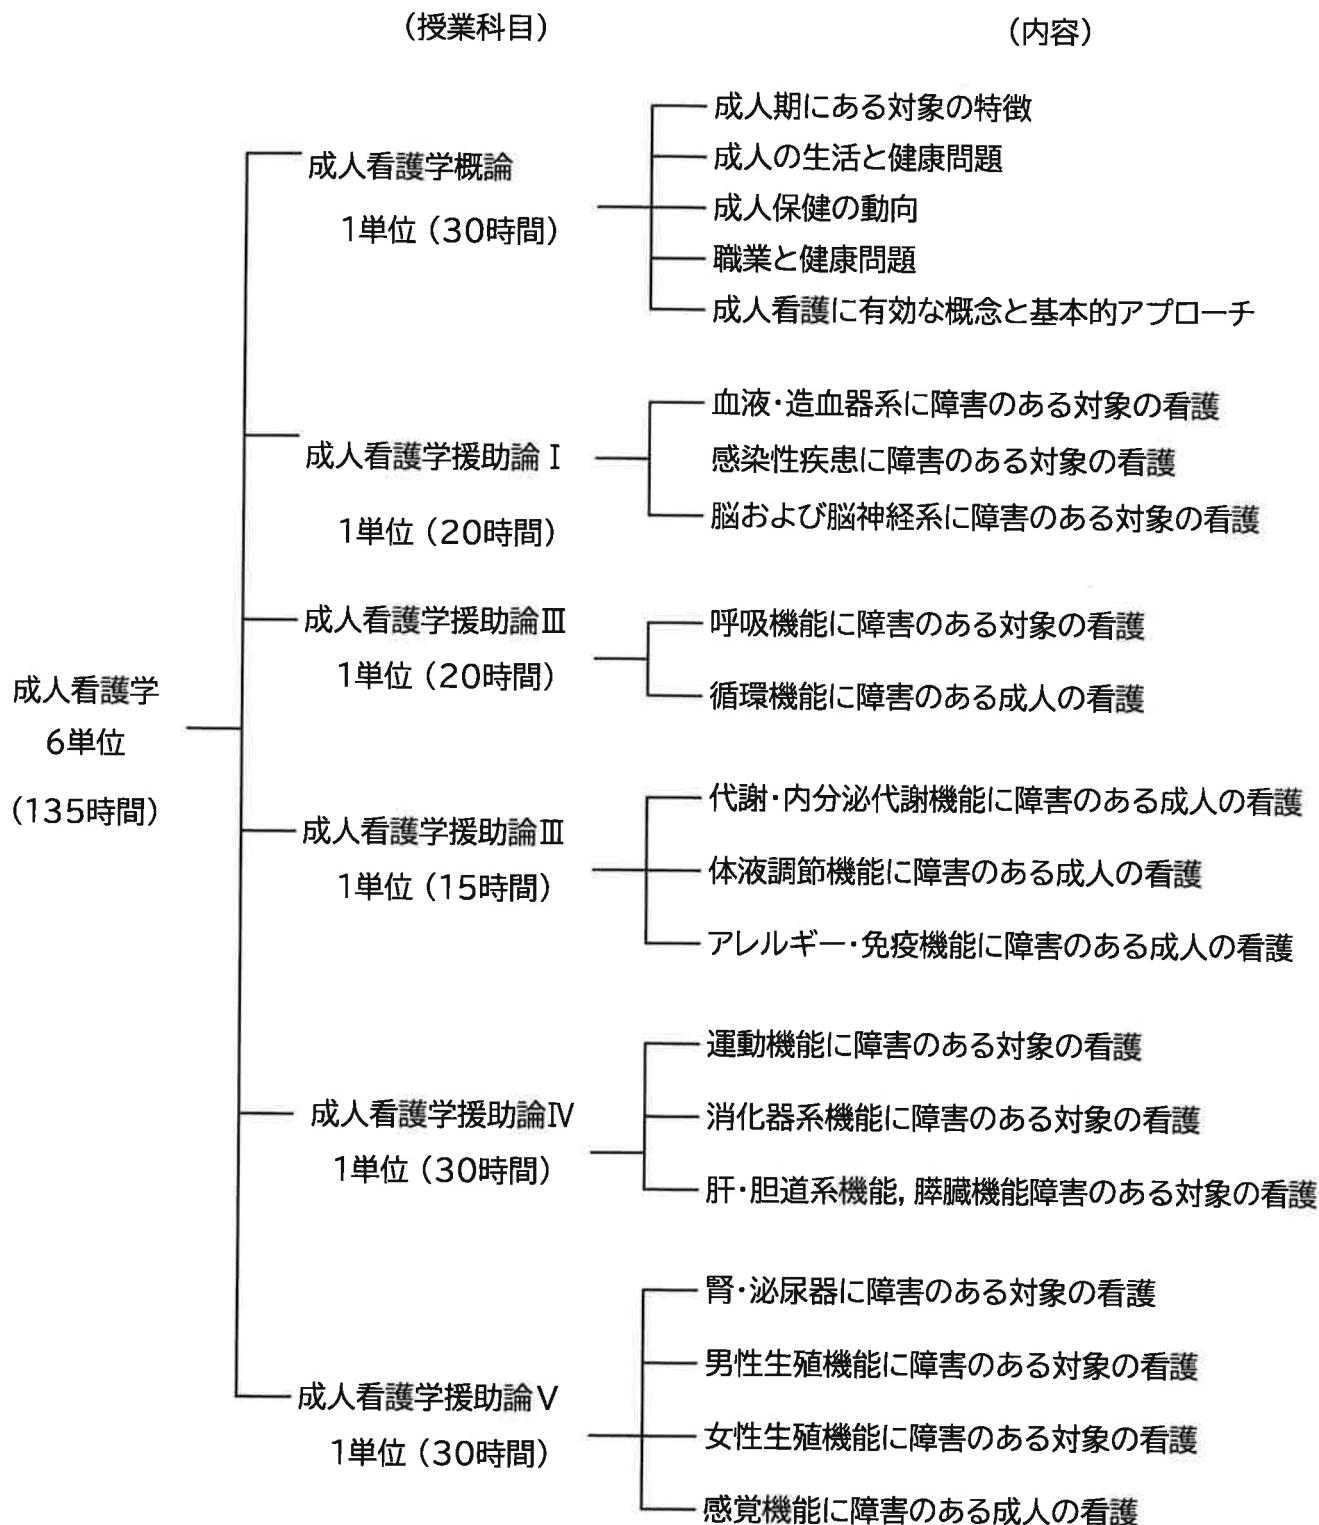 （授業科目）
（内容）
成人看護学
6単位
（135時間）
成人看護学概論
1単位（30時間）
成人期にある対象の特徴
成人の生活と健康問題
成人保健の動向
職業と健康問題
成人看護に有効な概念と基本的アプローチ
成人看護学援助論Ⅰ
1単位（20時間）
血液・造血器系に障害のある対象の看護
感染性疾患に障害のある対象の看護
脳および脳神経系に障害のある対象の看護
成人看護学援助論Ⅲ
1単位（20時間）
呼吸機能に障害のある対象の看護
循環機能に障害のある成人の看護
成人看護学援助論Ⅲ
1単位（15時間）
代謝・内分泌代謝機能に障害のある成人の看護
体液調節機能に障害のある成人の看護
アレルギー・免疫機能に障害のある成人の看護
成人看護学援助論Ⅳ
1単位（30時間）
運動機能に障害のある対象の看護
消化器系機能に障害のある対象の看護
肝・胆道系機能，膵臓機能障害のある対象の看護
成人看護学援助論Ⅴ
1単位（30時間）
腎・泌尿器に障害のある対象の看護
男性生殖機能に障害のある対象の看護
女性生殖機能に障害のある対象の看護
感覚機能に障害のある成人の看護